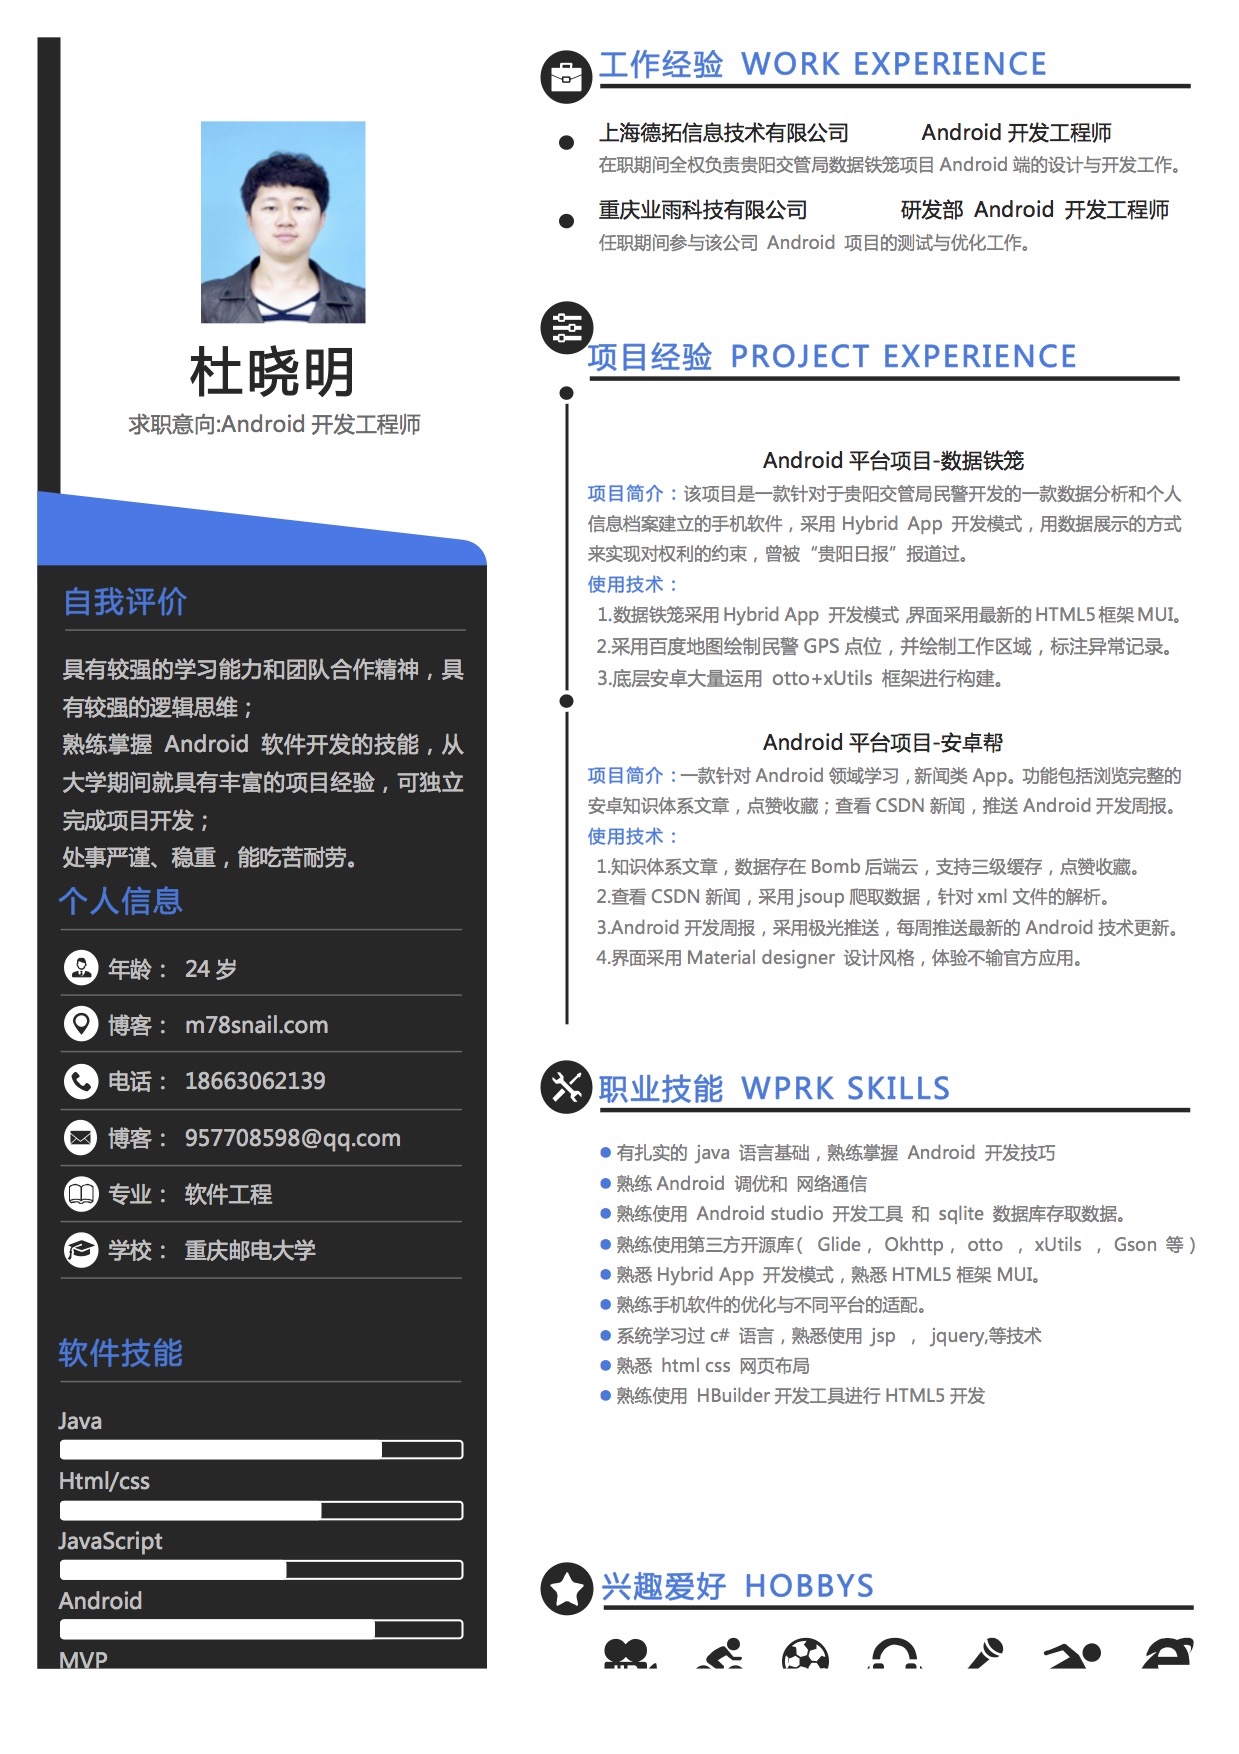 杜晓明
求职意向:Android 开发工程师
自我评价
具有较强的学习能力和团队合作精神，具
有较强的逻辑思维；
熟练掌握 Android 软件开发的技能，从
大学期间就具有丰富的项目经验，可独立
完成项目开发；
处事严谨、稳重，能吃苦耐劳。
个人信息
年龄： 24 岁
博客： m78snail.com
电话： 18663062139
博客： 957708598@qq.com
专业： 软件工程
学校： 重庆邮电大学
软件技能
Java
Html/css
JavaScript
Android
MVP
工作经验 WORK EXPERIENCE
上海德拓信息技术有限公司 Android 开发工程师
在职期间全权负责贵阳交管局数据铁笼项目 Android 端的设计与开发工作。
重庆业雨科技有限公司 研发部 Android 开发工程师
任职期间参与该公司 Android 项目的测试与优化工作。
项目经验 PROJECT EXPERIENCE
Android 平台项目-数据铁笼
项目简介：该项目是一款针对于贵阳交管局民警开发的一款数据分析和个人
信息档案建立的手机软件，采用 Hybrid App 开发模式，用数据展示的方式
来实现对权利的约束，曾被“贵阳日报”报道过。
使用技术：
1.数据铁笼采用 Hybrid App 开发模式,界面采用最新的 HTML5 框架 MUI。
2.采用百度地图绘制民警 GPS 点位，并绘制工作区域，标注异常记录。
3.底层安卓大量运用 otto+xUtils 框架进行构建。
Android 平台项目-安卓帮
项目简介：一款针对 Android 领域学习，新闻类 App。功能包括浏览完整的
安卓知识体系文章，点赞收藏；查看 CSDN 新闻，推送 Android 开发周报。
使用技术：
1.知识体系文章，数据存在 Bomb 后端云，支持三级缓存，点赞收藏。
2.查看 CSDN 新闻，采用 jsoup 爬取数据，针对 xml 文件的解析。
3.Android 开发周报，采用极光推送，每周推送最新的 Android 技术更新。
4.界面采用 Material designer 设计风格，体验不输官方应用。
职业技能 WPRK SKILLS
● 有扎实的 java 语言基础，熟练掌握 Android 开发技巧
● 熟练 Android 调优和 网络通信
● 熟练使用 Android studio 开发工具 和 sqlite 数据库存取数据。
● 熟练使用第三方开源库（ Glide， Okhttp， otto ，xUtils ，Gson 等）
● 熟悉 Hybrid App 开发模式，熟悉 HTML5 框架 MUI。
● 熟练手机软件的优化与不同平台的适配。
● 系统学习过 c# 语言，熟悉使用 jsp ， jquery,等技术
● 熟悉 html css 网页布局
● 熟练使用 HBuilder 开发工具进行 HTML5 开发
兴趣爱好 HOBBYS